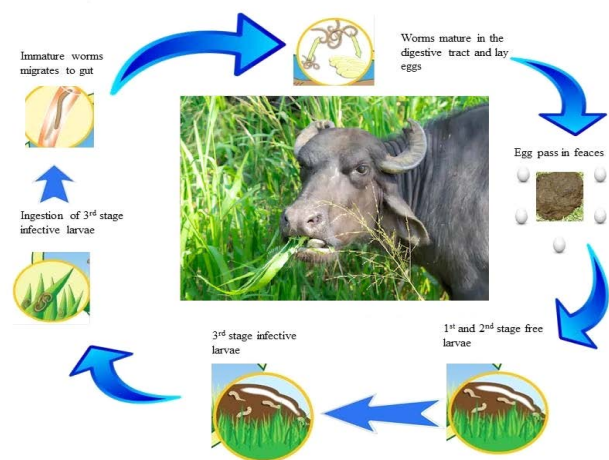 Immature worms
migrates to gut
Worms mature in the
digestive tract and lay
eggs
Egg pass in feaces
1st and 2nd stage free
larvae
3rd stage infective
larvae
Ingestion of 3rd stage
infective larvae